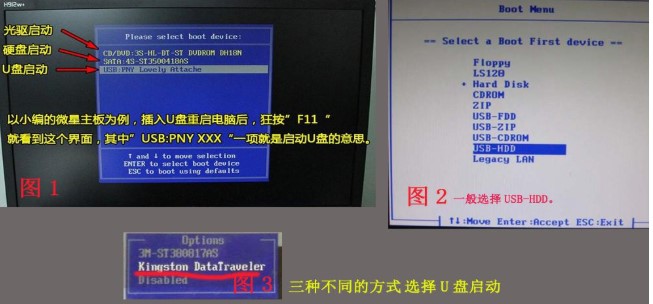 H9l2w+
Please select boot device:
光驱启动
硬盘启动
U盘启动
CD/DVD:3S-HL-DT-ST DVDROM DH18N
SATA:4S-ST3500418AS
USB:PNY Lovely Attache
以小编的微星主板为例，插入U盘重启电脑后，狂按”F11 “
就看到这个界面，其中”USB:PNY XXX“一项就是启动U盘的意思。
↑ and ↓ to move selection
ENTER to select boot device
ESC to boot using defaults
图 1
Boot Menu
-- Select a Boot First device --
Floppy
LS120
• Hard Disk
CDROM
ZIP
USB-FDD
USB-ZIP
USB-CDROM
USB-HDD
Legacy LAN
图 2 一般选择 USB-HDD。
↑↓:Move Enter:Accept ESC:Exit
Options
3M-ST380817AS
Kingston DataTraveler
Disabled
图 3
三种不同的方式 选择 U 盘启动